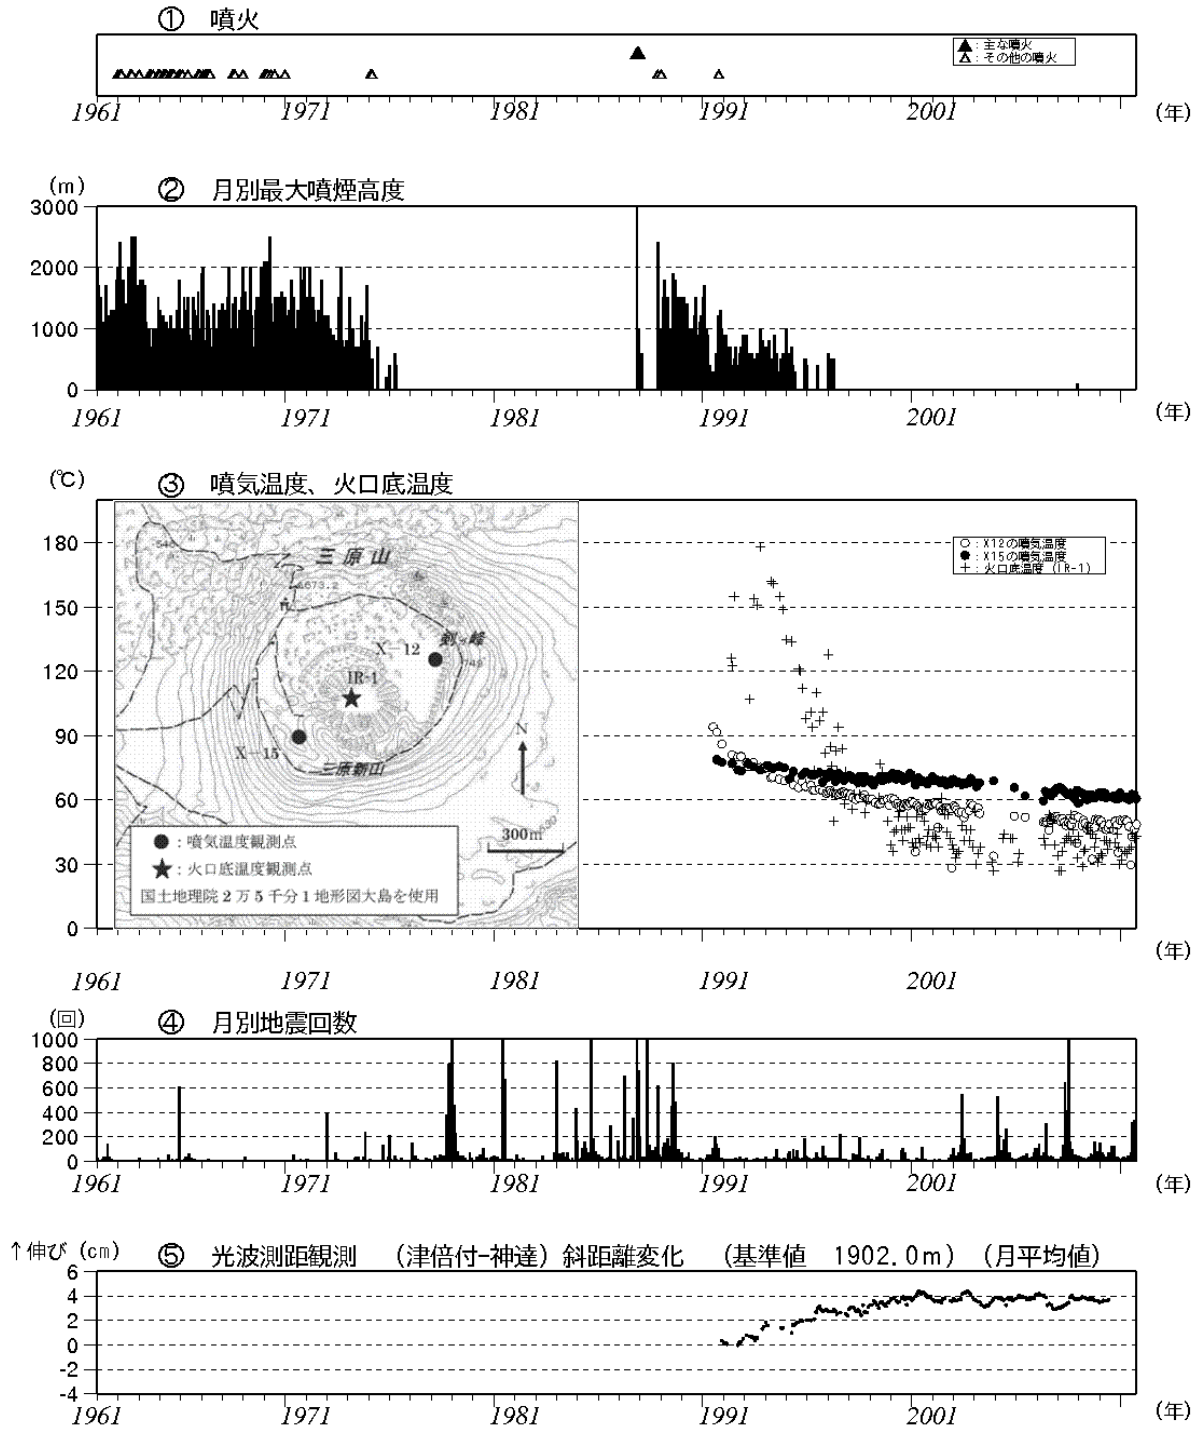 ① 噴火
▲：主な噴火
△：その他の噴火
1961 1971 1981 1991 2001 (年)
(m) ② 月別最大噴煙高度
3000
2000
1000
0
1961 1971 1981 1991 2001 (年)
(℃) ③ 噴気温度、火口底温度
180
150
120
90
60
30
0
○：X12の噴気温度
●：X15の噴気温度
＋：火口底温度 (IR-1)
三原山
673.2
剣ヶ峰
749
X－12
IR-1
X－15
三原新山
N
300m
●：噴気温度観測点
★：火口底温度観測点
国土地理院２万５千分１地形図大島を使用
(年)
1961 1971 1981 1991 2001
(回) ④ 月別地震回数
1000
800
600
400
200
0
1961 1971 1981 1991 2001 (年)
↑伸び (cm) ⑤ 光波測距観測 （津倍付-神達）斜距離変化 （基準値 1902.0m）（月平均値）
6
4
2
0
-2
-4
1961 1971 1981 1991 2001 (年)